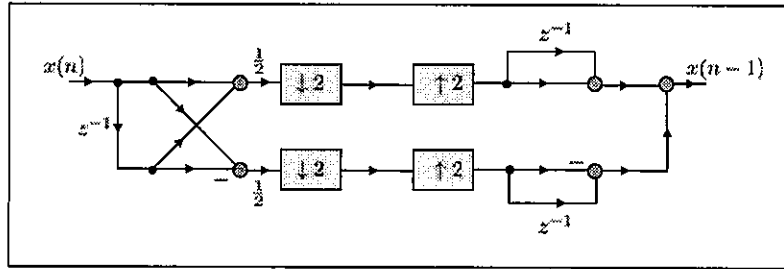 z⁻¹
x(n)
1/2
↓ 2
↑ 2
x(n − 1)
z⁻¹
−
−
1/2
↓ 2
↑ 2
z⁻¹